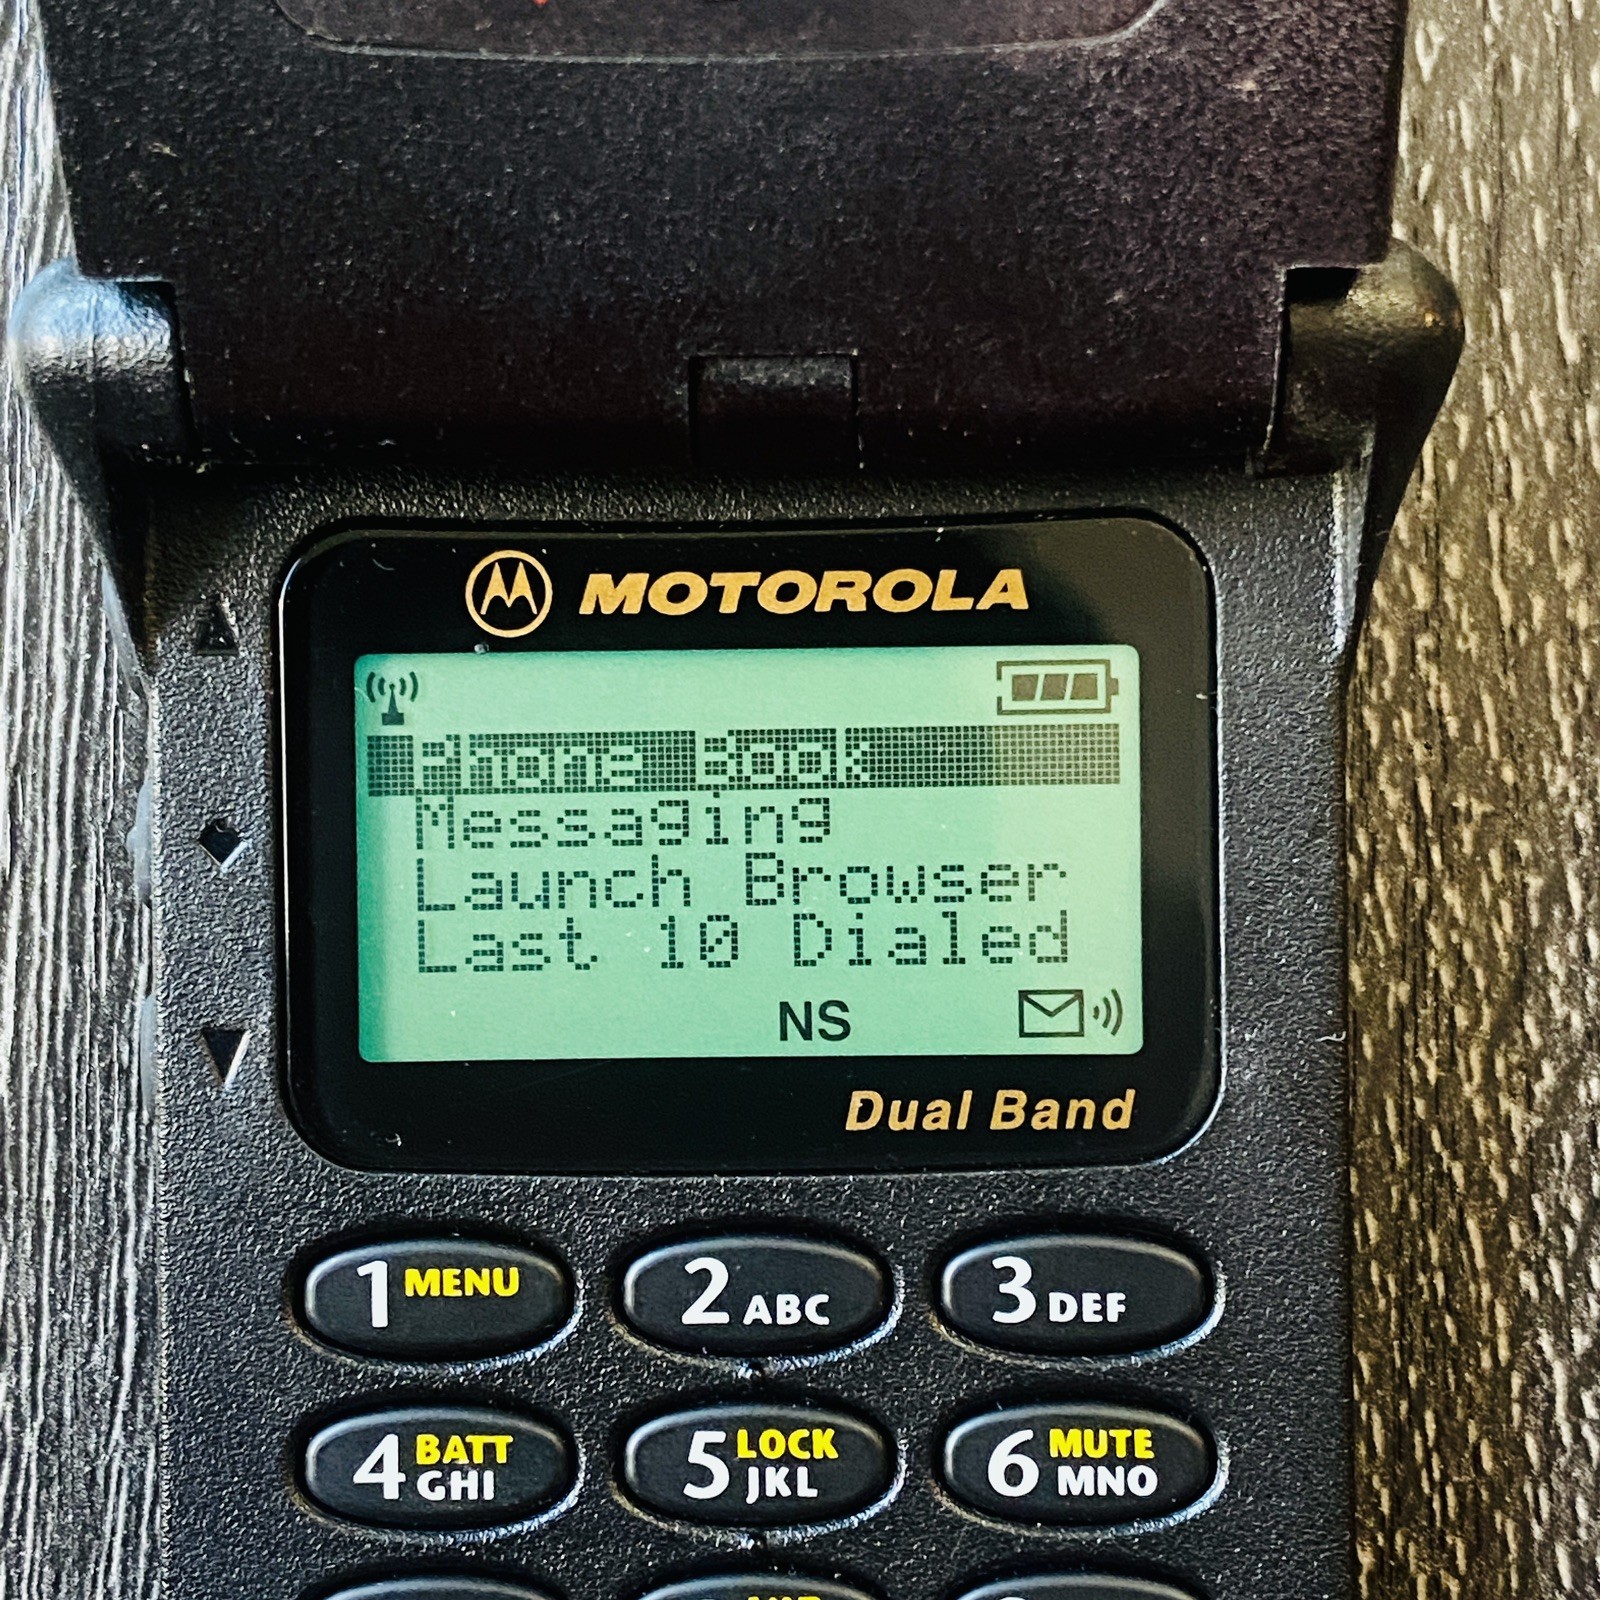 MOTOROLA
Phone Book
Messaging
Launch Browser
Last 10 Dialed
NS
Dual Band
1 MENU
2 ABC
3 DEF
4 BATT GHI
5 LOCK JKL
6 MUTE MNO